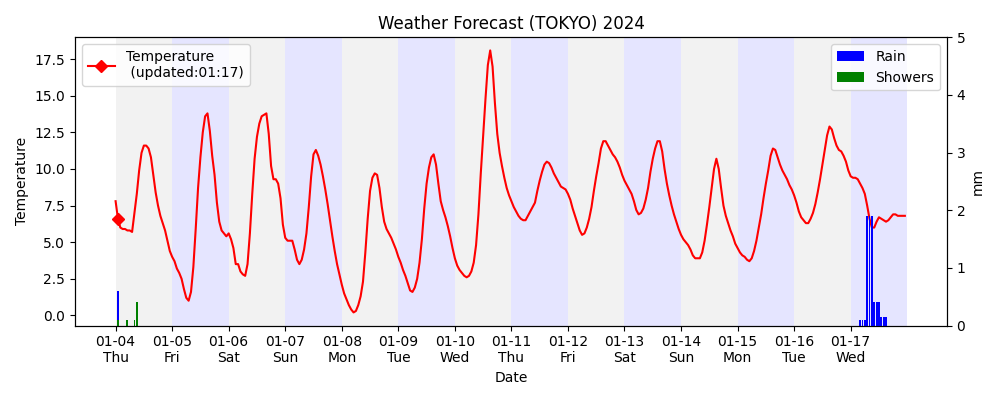 Weather Forecast (TOKYO) 2024
Temperature
(updated:01:17)
Rain
Showers
Temperature
17.5
15.0
12.5
10.0
7.5
5.0
2.5
0.0
5
4
3
2
1
0
mm
01-04 01-05 01-06 01-07 01-08 01-09 01-10 01-11 01-12 01-13 01-14 01-15 01-16 01-17
Thu Fri Sat Sun Mon Tue Wed Thu Fri Sat Sun Mon Tue Wed
Date